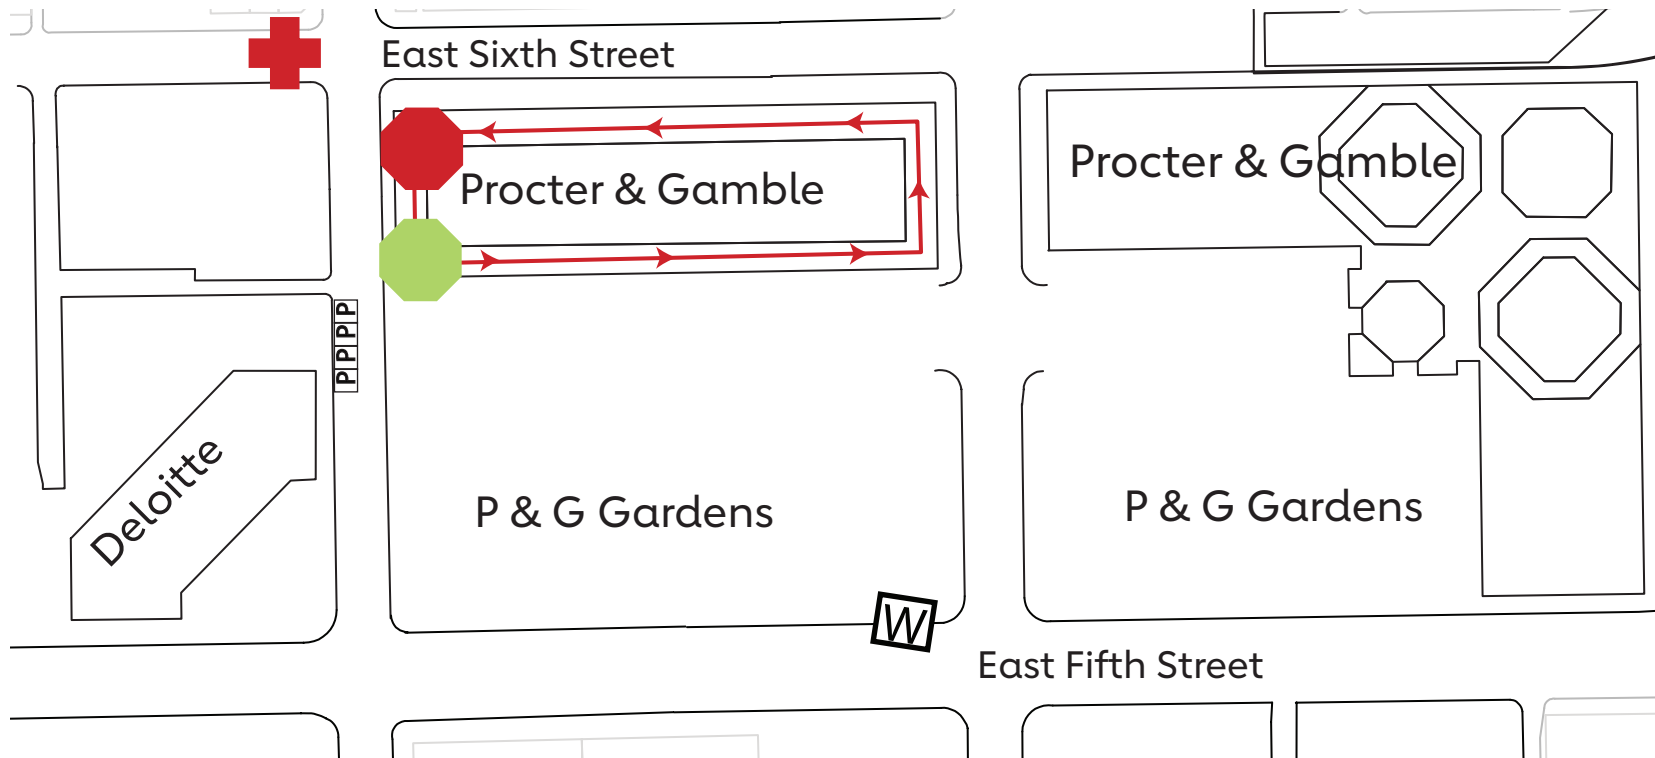 East Sixth Street
Procter & Gamble
Procter & Gamble
P
P
P
P
Deloitte
P & G Gardens
P & G Gardens
W
East Fifth Street